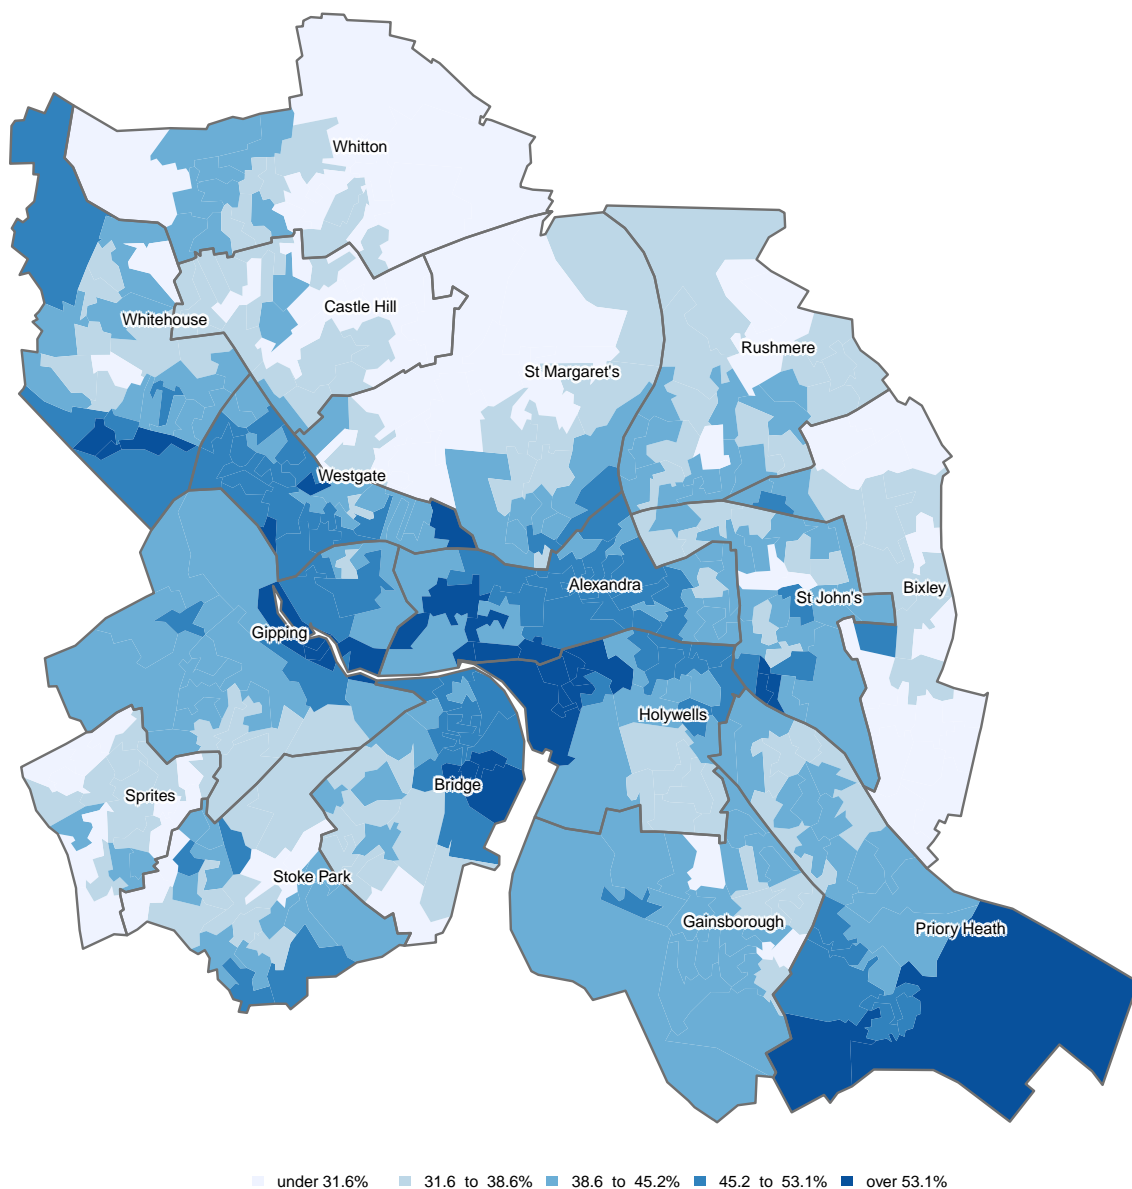 Whitton
Castle Hill
Whitehouse
Rushmere
St Margaret's
Westgate
Alexandra
St John's
Bixley
Gipping
Holywells
Bridge
Sprites
Stoke Park
Gainsborough
Priory Heath
under 31.6% 31.6 to 38.6% 38.6 to 45.2% 45.2 to 53.1% over 53.1%